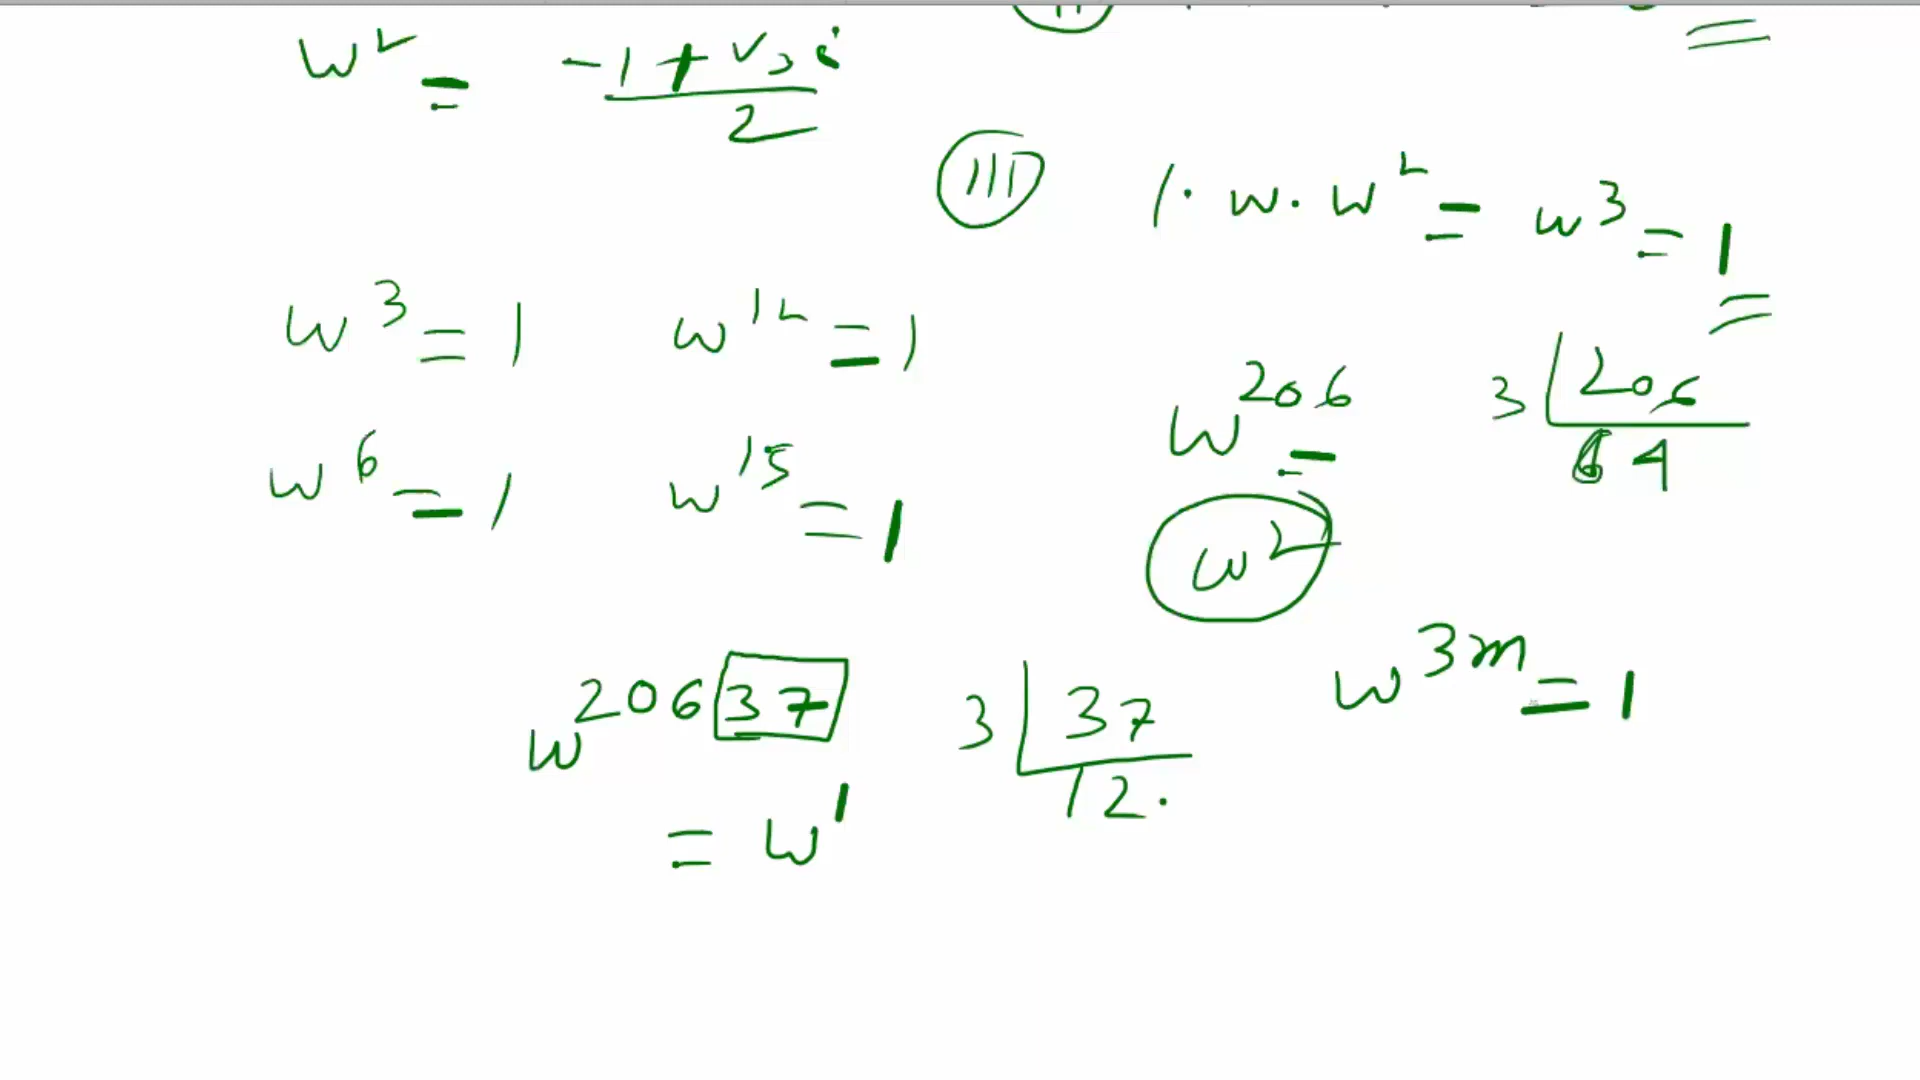 w² = -1 + √3 i / 2
III 1 · w · w² = w³ = 1
w³ = 1 w¹² = 1
w²⁰⁶ = 3 | 206
64
w⁶ = 1 w¹⁵ = 1
w²
w³ᵐ = 1
w²⁰⁶³⁷ 3 | 37
12.
= w¹